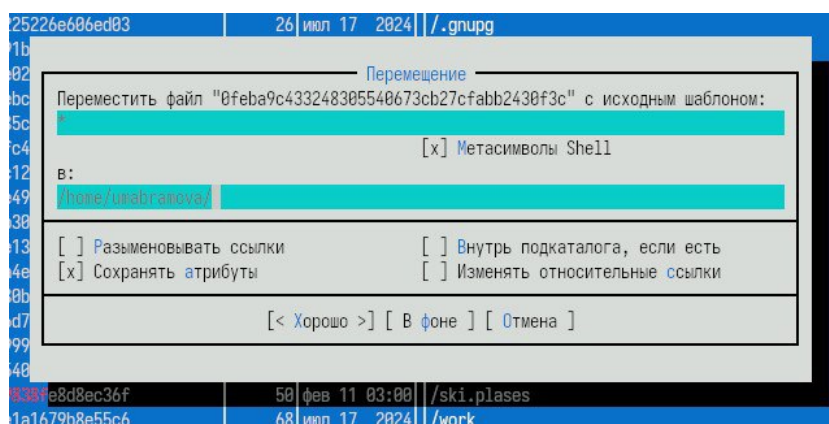 225226e606ed03 26 июл 17 2024 /.gnupg
Перемещение
Переместить файл "0feba9c433248305540673cb27cfabb2430f3c" с исходным шаблоном:
*
[x] Метасимволы Shell
в:
/home/umabramova/
[ ] Разыменовывать ссылки [ ] Внутрь подкаталога, если есть
[x] Сохранять атрибуты [ ] Изменять относительные ссылки
[< Хорошо >] [ В фоне ] [ Отмена ]
e8d8ec36f 50 фев 11 03:00 /ski.plases
e1a1679b8e55c6 68 июл 17 2024 /work